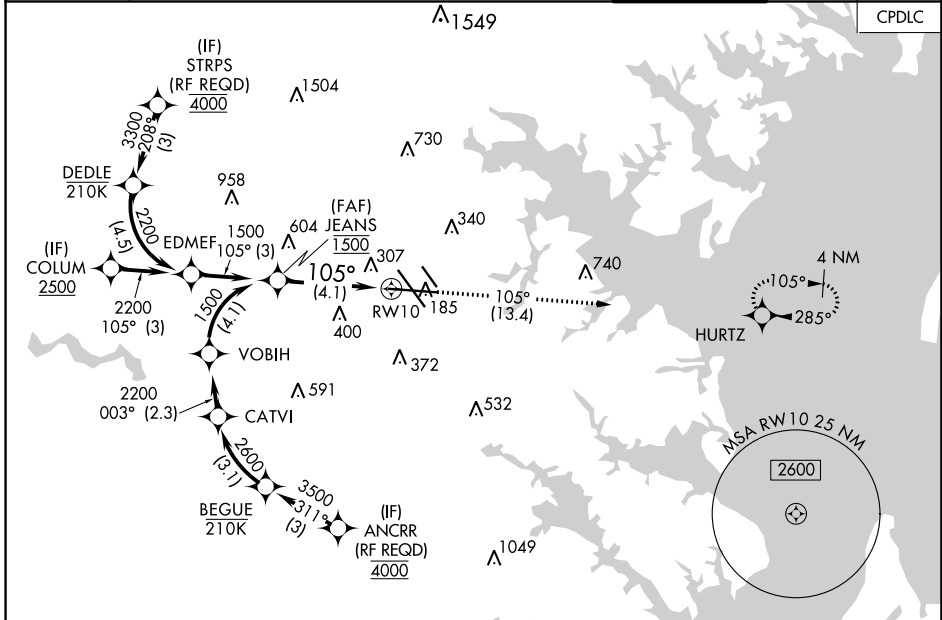 CPDLC
1549
(IF)
STRPS
(RF REQD)
4000
1504
3300
208°
(3)
730
DEDLE
210K
958
2200
(4.5)
(FAF)
JEANS
1500
340
EDMEF
1500
105° (3)
604
(IF)
COLUM
2500
307
105°
(4.1)
740
4 NM
105°
285°
HURTZ
2200
105° (3)
1500
(4.1)
RW10
185
105°
(13.4)
400
VOBIH
372
2200
003° (2.3)
591
CATVI
532
2600
(3.1)
MSA RW10 25 NM
2600
BEGUE
210K
3500
311°
(3)
(IF)
ANCRR
(RF REQD)
4000
1049